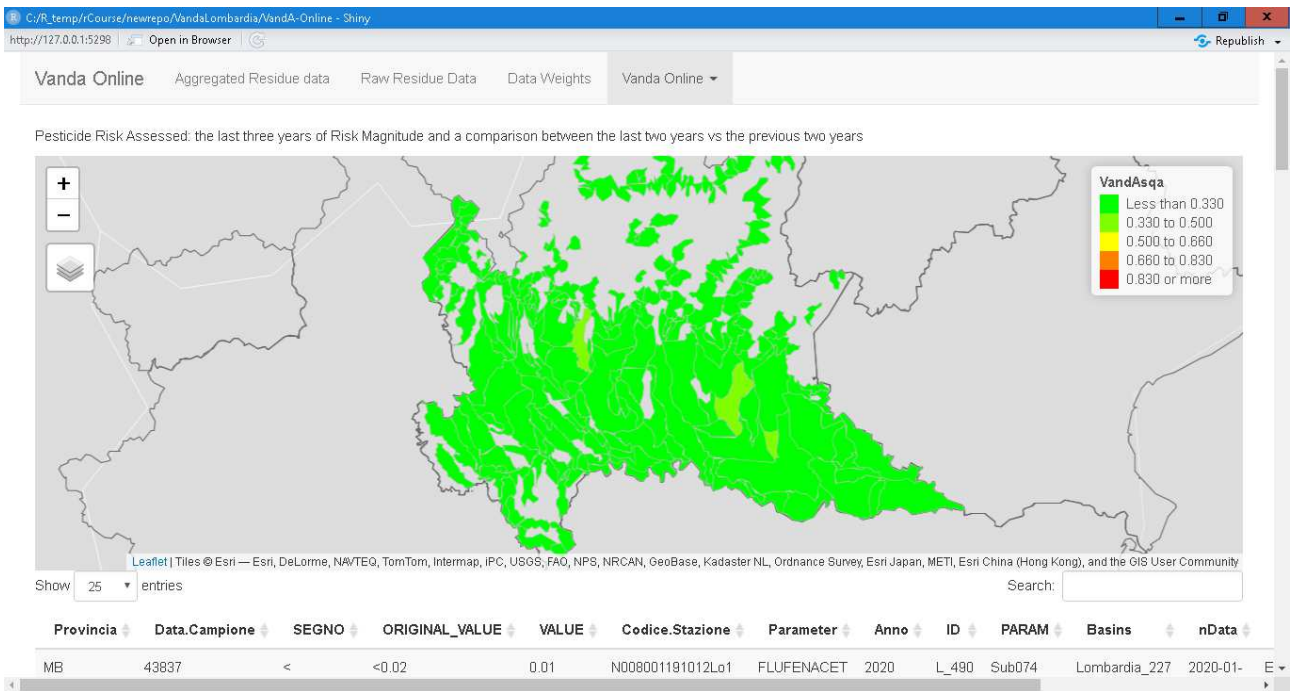 C:/R_temp/rCourse/newrepo/VandaLombardia/VandA-Online - Shiny
http://127.0.0.1:5298 Open in Browser Republish
Vanda Online Aggregated Residue data Raw Residue Data Data Weights Vanda Online
Pesticide Risk Assessed: the last three years of Risk Magnitude and a comparison between the last two years vs the previous two years
+
−
VandAsqa
Less than 0.330
0.330 to 0.500
0.500 to 0.660
0.660 to 0.830
0.830 or more
Leaflet | Tiles © Esri — Esri, DeLorme, NAVTEQ, TomTom, Intermap, iPC, USGS, FAO, NPS, NRCAN, GeoBase, Kadaster NL, Ordnance Survey, Esri Japan, METI, Esri China (Hong Kong), and the GIS User Community
Show 25 entries Search:
Provincia Data.Campione SEGNO ORIGINAL_VALUE VALUE Codice.Stazione Parameter Anno ID PARAM Basins nData
MB 43837 < <0.02 0.01 N008001191012Lo1 FLUFENACET 2020 L_490 Sub074 Lombardia_227 2020-01- E